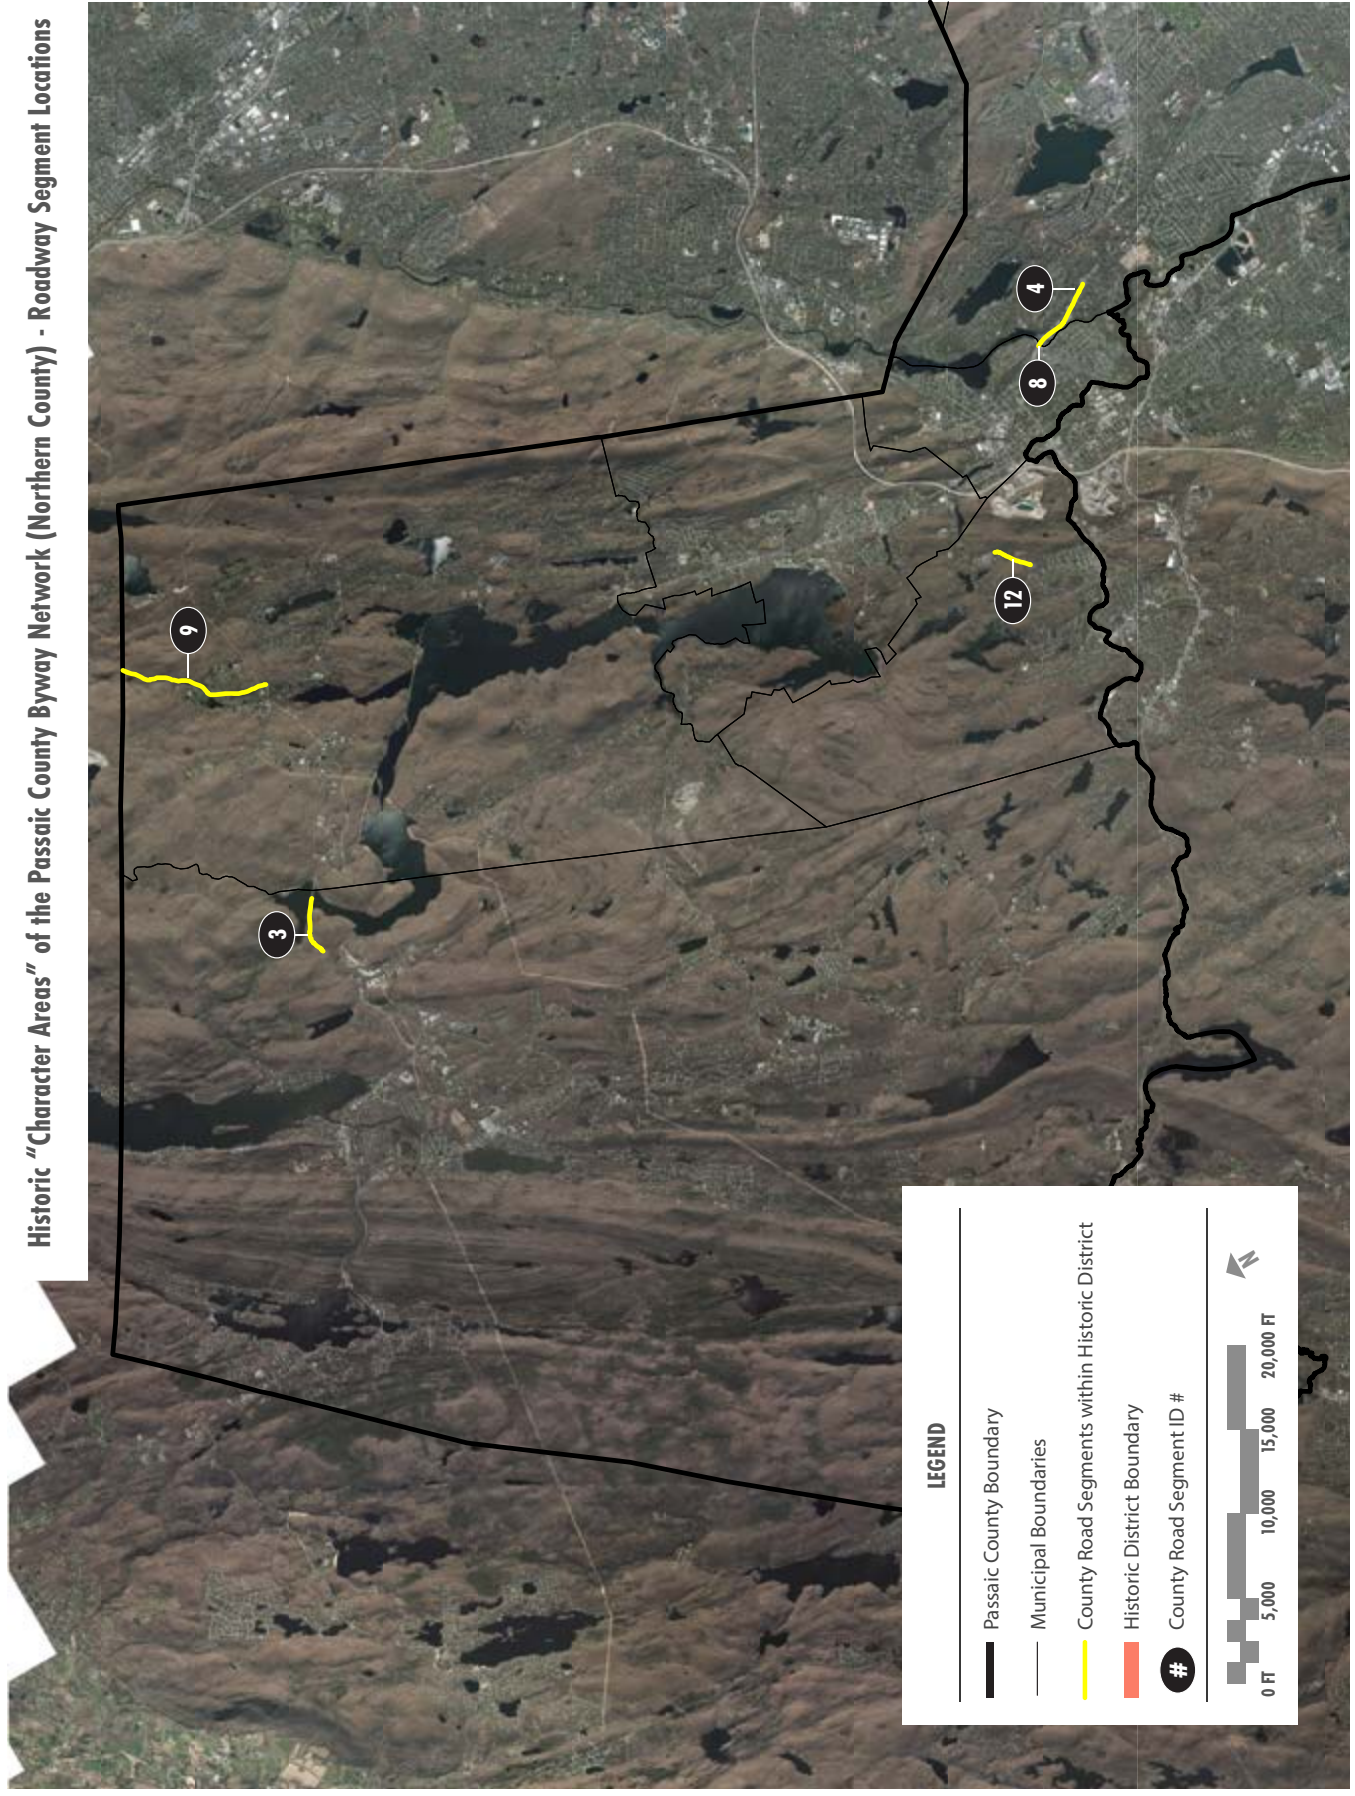 Historic “Character Areas” of the Passaic County Byway Network (Northern County) - Roadway Segment Locations
9
3
12
8
4
LEGEND
Passaic County Boundary
Municipal Boundaries
County Road Segments within Historic District
Historic District Boundary
# County Road Segment ID #
0 FT 5,000 10,000 15,000 20,000 FT
N